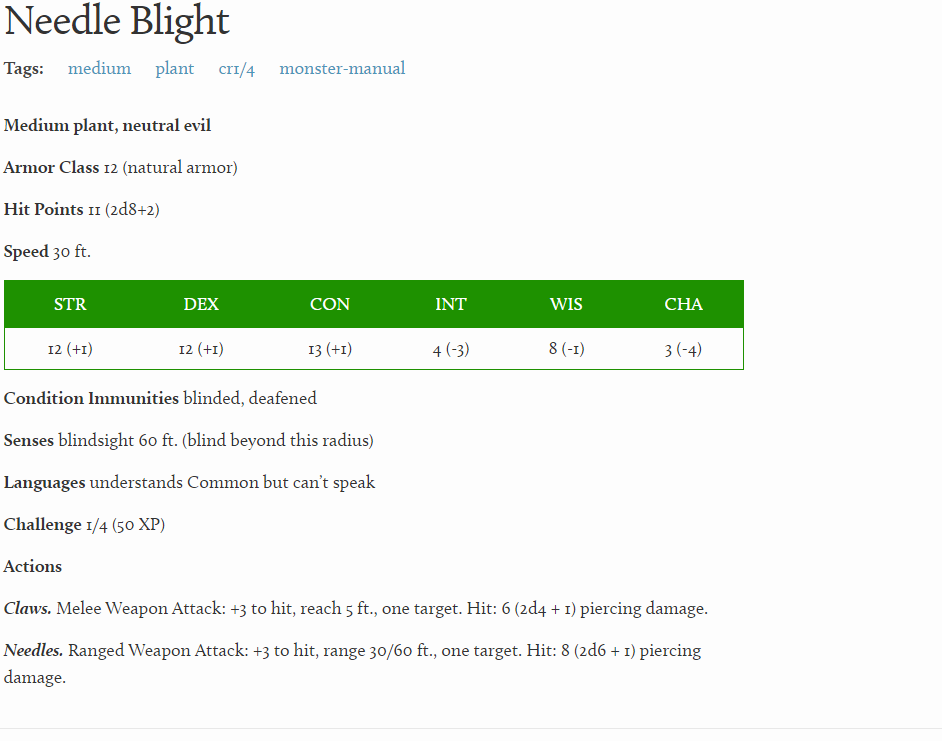 Needle Blight
Tags: medium plant cr1/4 monster-manual
Medium plant, neutral evil
Armor Class 12 (natural armor)
Hit Points 11 (2d8+2)
Speed 30 ft.
STR DEX CON INT WIS CHA
12 (+1) 12 (+1) 13 (+1) 4 (-3) 8 (-1) 3 (-4)
Condition Immunities blinded, deafened
Senses blindsight 60 ft. (blind beyond this radius)
Languages understands Common but can’t speak
Challenge 1/4 (50 XP)
Actions
Claws. Melee Weapon Attack: +3 to hit, reach 5 ft., one target. Hit: 6 (2d4 + 1) piercing damage.
Needles. Ranged Weapon Attack: +3 to hit, range 30/60 ft., one target. Hit: 8 (2d6 + 1) piercing
damage.